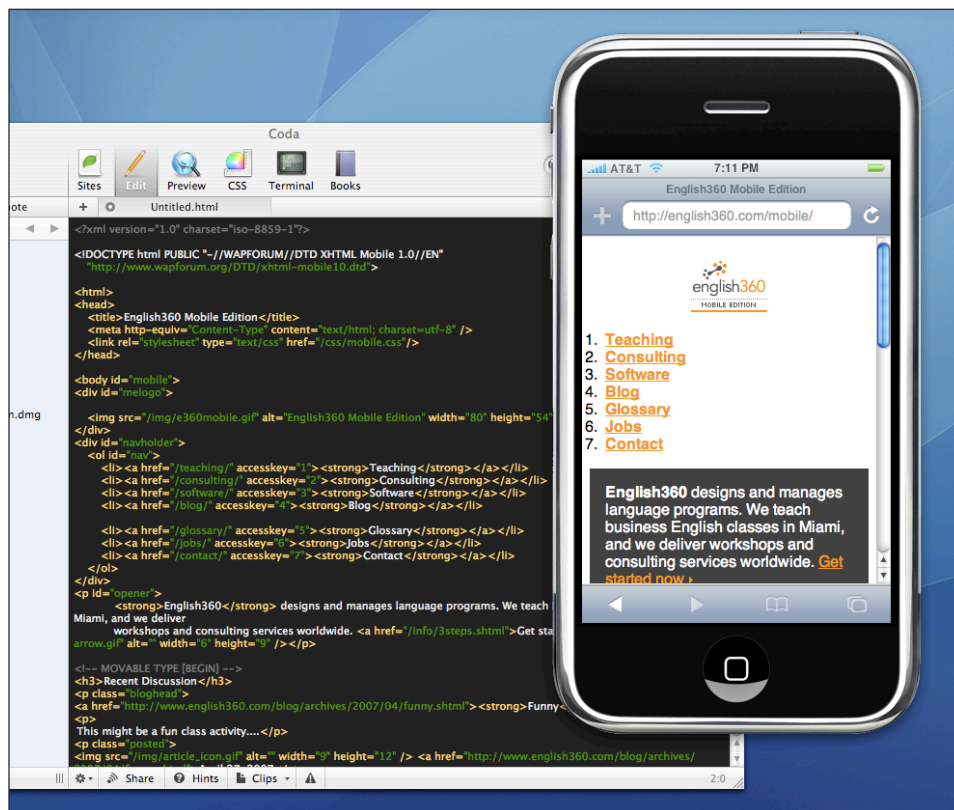 Coda
Sites
Edit
Preview
CSS
Terminal
Books
ote
Untitled.html
<?xml version="1.0" charset="iso-8859-1"?>
<!DOCTYPE html PUBLIC "-//WAPFORUM//DTD XHTML Mobile 1.0//EN"
"http://www.wapforum.org/DTD/xhtml-mobile10.dtd">
<html>
<head>
<title>English360 Mobile Edition</title>
<meta http-equiv="Content-Type" content="text/html; charset=utf-8" />
<link rel="stylesheet" type="text/css" href="/css/mobile.css"/>
</head>
<body id="mobile">
<div id="melogo">
n.dmg
<img src="/img/e360mobile.gif" alt="English360 Mobile Edition" width="80" height="54"
</div>
<div id="navholder">
<ol id="nav">
<li><a href="/teaching/" accesskey="1"><strong>Teaching</strong></a></li>
<li><a href="/consulting/" accesskey="2"><strong>Consulting</strong></a></li>
<li><a href="/software/" accesskey="3"><strong>Software</strong></a></li>
<li><a href="/blog/" accesskey="4"><strong>Blog</strong></a></li>
<li><a href="/glossary/" accesskey="5"><strong>Glossary</strong></a></li>
<li><a href="/jobs/" accesskey="6"><strong>Jobs</strong></a></li>
<li><a href="/contact/" accesskey="7"><strong>Contact</strong></a></li>
</ol>
</div>
<p id="opener">
<strong>English360</strong> designs and manages language programs. We teach
Miami, and we deliver
workshops and consulting services worldwide. <a href="/info/3steps.shtml">Get sta
arrow.gif" alt="" width="6" height="9" /></p>
<!-- MOVABLE TYPE [BEGIN] -->
<h3>Recent Discussion</h3>
<p class="bloghead">
<a href="http://www.english360.com/blog/archives/2007/04/funny.shtml"><strong>Funny<
<p>
This might be a fun class activity....</p>
<p class="posted">
<img src="/img/article_icon.gif" alt="" width="9" height="12" /> <a href="http://www.english360.com/blog/archives/
Share
Hints
Clips
2:0
AT&T
7:11 PM
English360 Mobile Edition
http://english360.com/mobile/
english360
MOBILE EDITION
1. Teaching
2. Consulting
3. Software
4. Blog
5. Glossary
6. Jobs
7. Contact
English360 designs and manages
language programs. We teach
business English classes in Miami,
and we deliver workshops and
consulting services worldwide. Get
started now ›